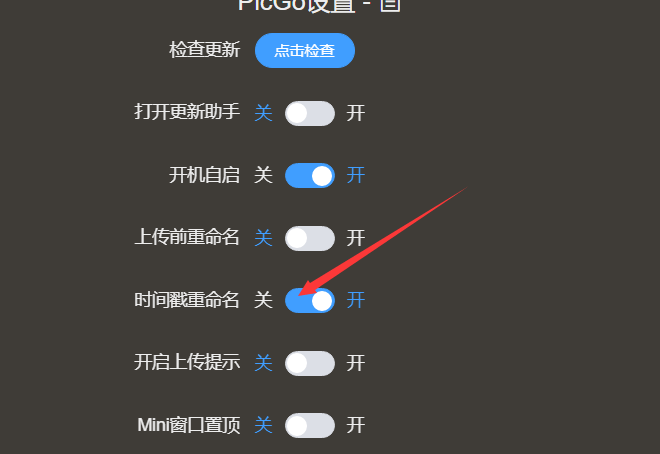 PicGo设置 -
检查更新 点击检查
打开更新助手 关 开
开机自启 关 开
上传前重命名 关 开
时间戳重命名 关 开
开启上传提示 关 开
Mini窗口置顶 关 开